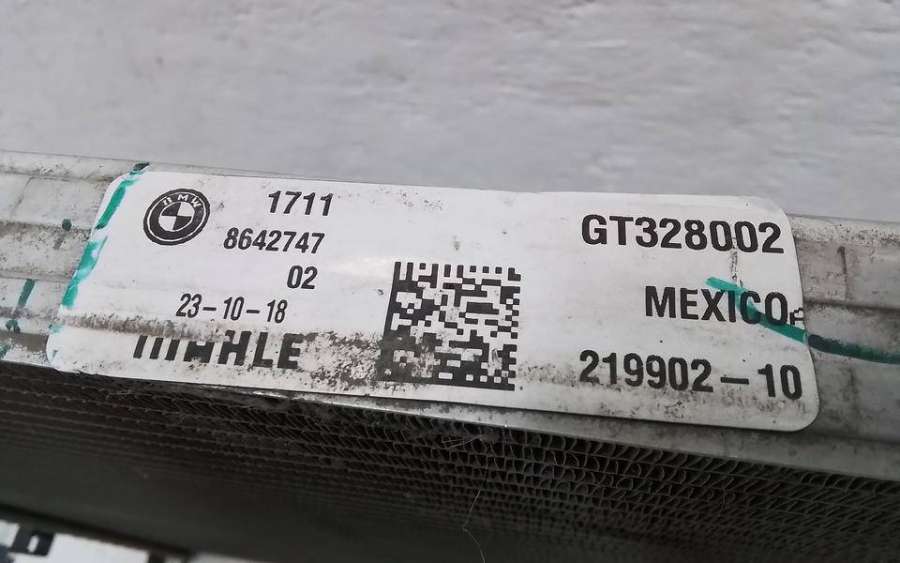 BMW
1711
8642747
02
23-10-18
MAHLE
GT328002
MEXICO
219902-10